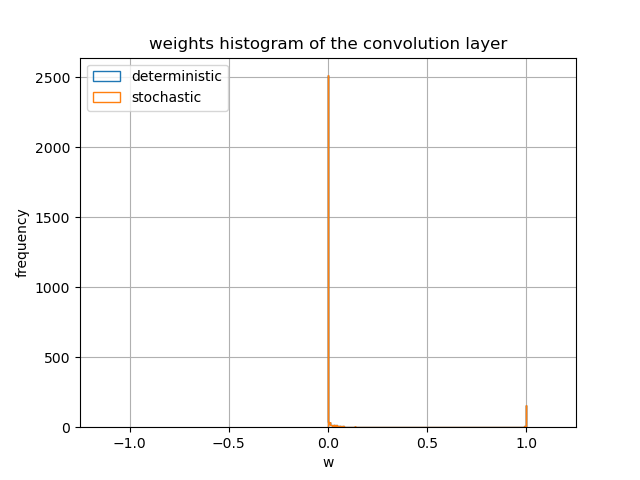 weights histogram of the convolution layer
deterministic
stochastic
frequency
2500
2000
1500
1000
500
0
−1.0 −0.5 0.0 0.5 1.0
w